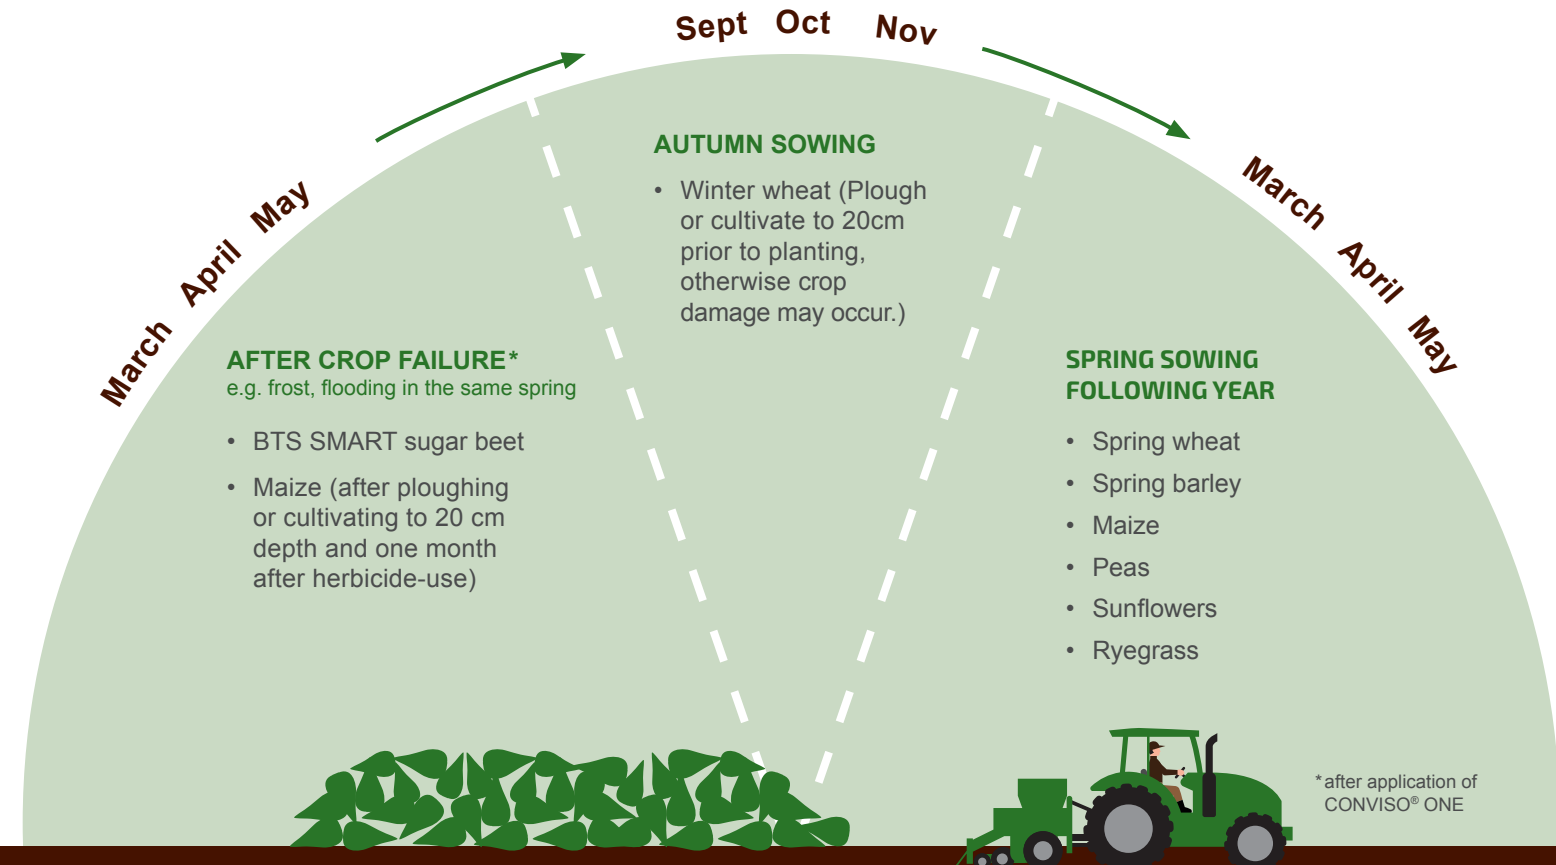 Sept Oct Nov
March April May
March April May
AUTUMN SOWING
• Winter wheat (Plough
or cultivate to 20cm
prior to planting,
otherwise crop
damage may occur.)
AFTER CROP FAILURE*
e.g. frost, flooding in the same spring
• BTS SMART sugar beet
• Maize (after ploughing
or cultivating to 20 cm
depth and one month
after herbicide-use)
SPRING SOWING
FOLLOWING YEAR
• Spring wheat
• Spring barley
• Maize
• Peas
• Sunflowers
• Ryegrass
* after application of
CONVISO® ONE